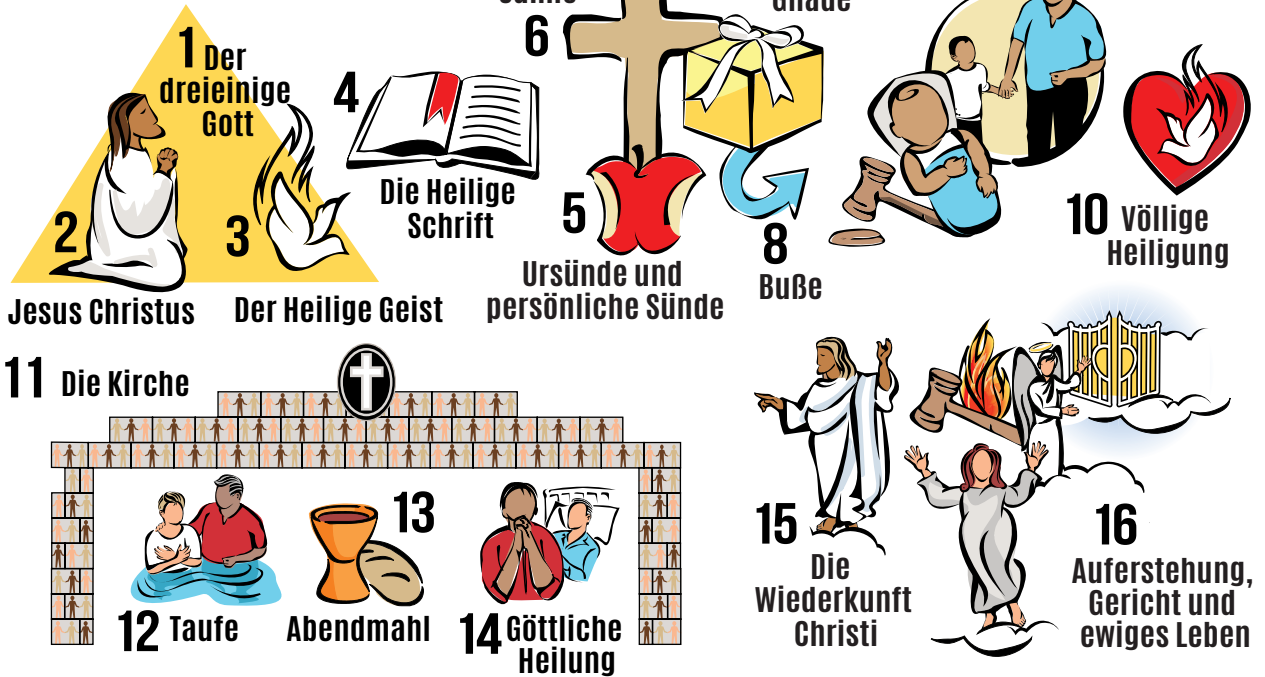 6
1 Der
dreieinige
Gott
2
Jesus Christus
3
Der Heilige Geist
4
Die Heilige
Schrift
5
Ursünde und
persönliche Sünde
8
Buße
10 Völlige
Heiligung
11 Die Kirche
12 Taufe
13
Abendmahl
14 Göttliche
Heilung
15
Die
Wiederkunft
Christi
16
Auferstehung,
Gericht und
ewiges Leben